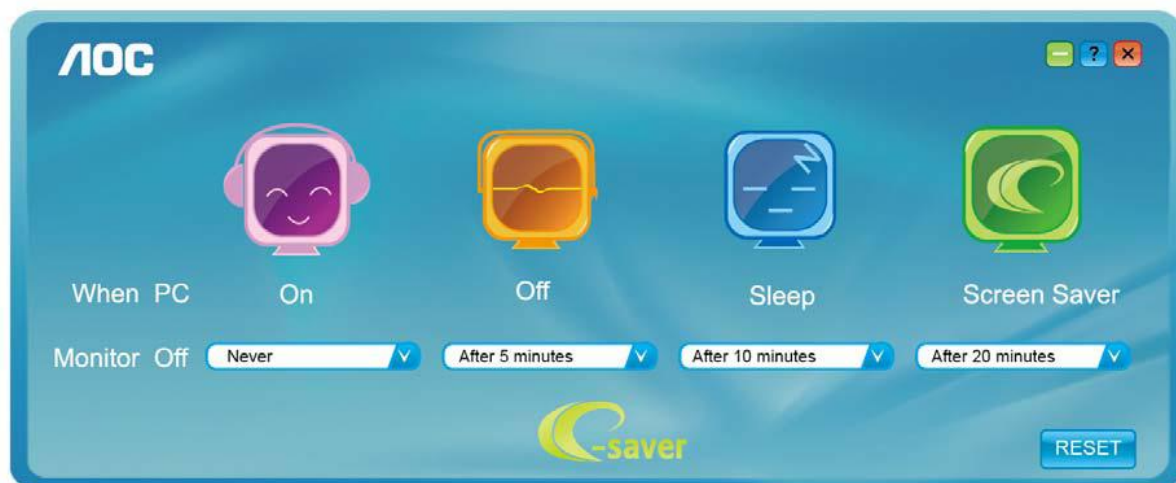 AOC
?
When PC On Off Sleep Screen Saver
Monitor Off Never After 5 minutes After 10 minutes After 20 minutes
e-saver
RESET